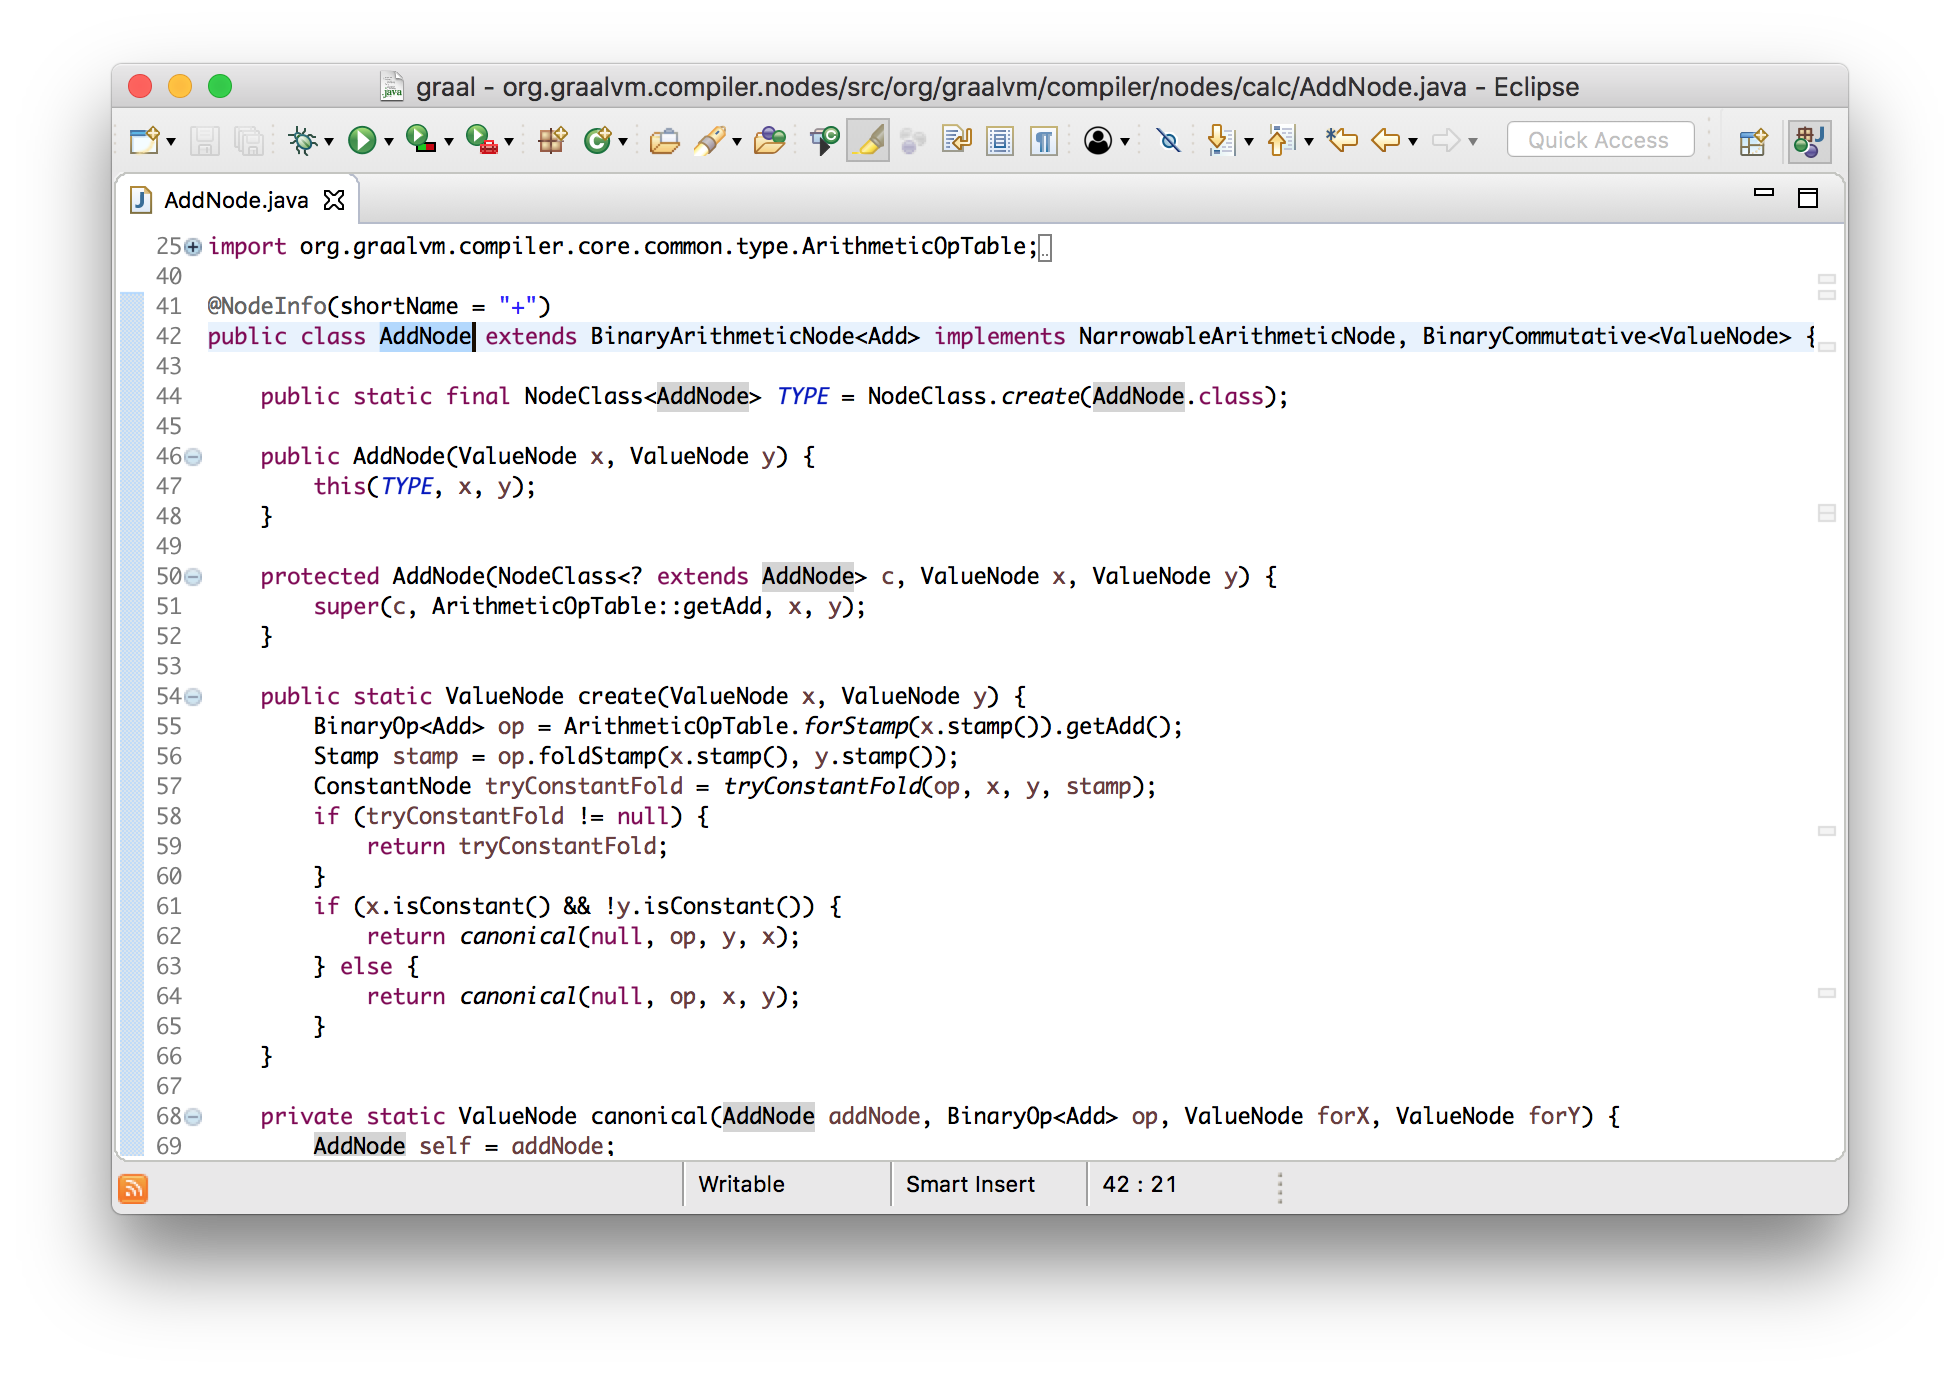 graal - org.graalvm.compiler.nodes/src/org/graalvm/compiler/nodes/calc/AddNode.java - Eclipse
Quick Access
AddNode.java
25 import org.graalvm.compiler.core.common.type.ArithmeticOpTable;
40
41 @NodeInfo(shortName = "+")
42 public class AddNode extends BinaryArithmeticNode<Add> implements NarrowableArithmeticNode, BinaryCommutative<ValueNode> {
43
44     public static final NodeClass<AddNode> TYPE = NodeClass.create(AddNode.class);
45
46     public AddNode(ValueNode x, ValueNode y) {
47         this(TYPE, x, y);
48     }
49
50     protected AddNode(NodeClass<? extends AddNode> c, ValueNode x, ValueNode y) {
51         super(c, ArithmeticOpTable::getAdd, x, y);
52     }
53
54     public static ValueNode create(ValueNode x, ValueNode y) {
55         BinaryOp<Add> op = ArithmeticOpTable.forStamp(x.stamp()).getAdd();
56         Stamp stamp = op.foldStamp(x.stamp(), y.stamp());
57         ConstantNode tryConstantFold = tryConstantFold(op, x, y, stamp);
58         if (tryConstantFold != null) {
59             return tryConstantFold;
60         }
61         if (x.isConstant() && !y.isConstant()) {
62             return canonical(null, op, y, x);
63         } else {
64             return canonical(null, op, x, y);
65         }
66     }
67
68     private static ValueNode canonical(AddNode addNode, BinaryOp<Add> op, ValueNode forX, ValueNode forY) {
69         AddNode self = addNode;
Writable
Smart Insert
42 : 21